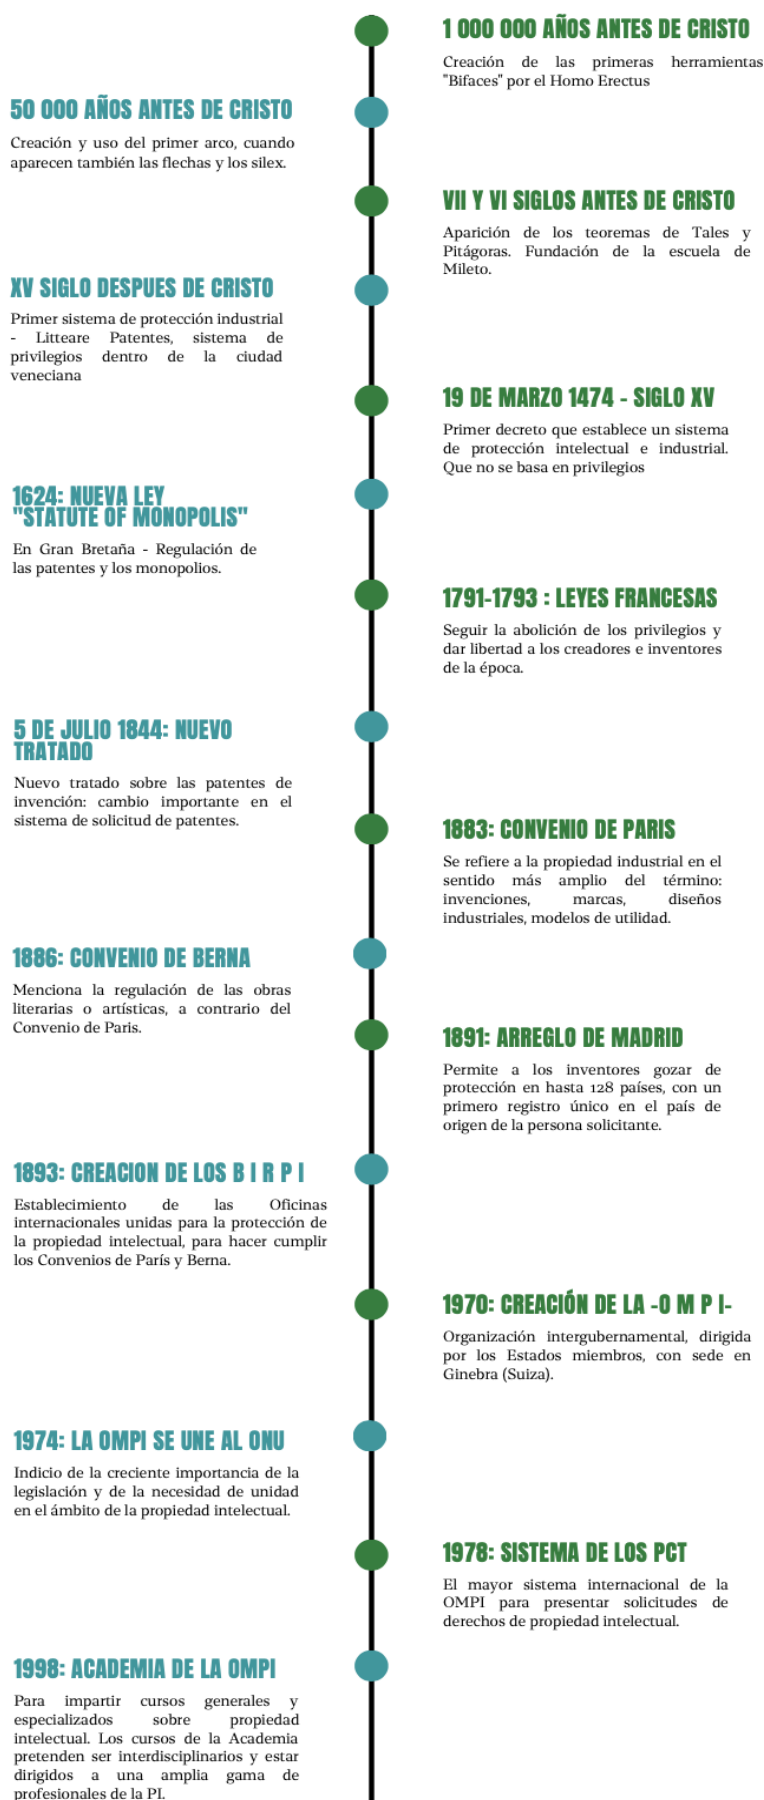 1 000 000 AÑOS ANTES DE CRISTO
Creación de las primeras herramientas
"Bifaces" por el Homo Erectus
50 000 AÑOS ANTES DE CRISTO
Creación y uso del primer arco, cuando
aparecen también las flechas y los silex.
VII Y VI SIGLOS ANTES DE CRISTO
Aparición de los teoremas de Tales y
Pitágoras. Fundación de la escuela de
Mileto.
XV SIGLO DESPUES DE CRISTO
Primer sistema de protección industrial
- Litteare Patentes, sistema de
privilegios dentro de la ciudad
veneciana
19 DE MARZO 1474 - SIGLO XV
Primer decreto que establece un sistema
de protección intelectual e industrial.
Que no se basa en privilegios
1624: NUEVA LEY
"STATUTE OF MONOPOLIS"
En Gran Bretaña - Regulación de
las patentes y los monopolios.
1791-1793 : LEYES FRANCESAS
Seguir la abolición de los privilegios y
dar libertad a los creadores e inventores
de la época.
5 DE JULIO 1844: NUEVO
TRATADO
Nuevo tratado sobre las patentes de
invención: cambio importante en el
sistema de solicitud de patentes.
1883: CONVENIO DE PARIS
Se refiere a la propiedad industrial en el
sentido más amplio del término:
invenciones, marcas, diseños
industriales, modelos de utilidad.
1886: CONVENIO DE BERNA
Menciona la regulación de las obras
literarias o artísticas, a contrario del
Convenio de Paris.
1891: ARREGLO DE MADRID
Permite a los inventores gozar de
protección en hasta 128 países, con un
primero registro único en el país de
origen de la persona solicitante.
1893: CREACION DE LOS B I R P I
Establecimiento de las Oficinas
internacionales unidas para la protección de
la propiedad intelectual, para hacer cumplir
los Convenios de París y Berna.
1970: CREACIÓN DE LA -O M P I-
Organización intergubernamental, dirigida
por los Estados miembros, con sede en
Ginebra (Suiza).
1974: LA OMPI SE UNE AL ONU
Indicio de la creciente importancia de la
legislación y de la necesidad de unidad
en el ámbito de la propiedad intelectual.
1978: SISTEMA DE LOS PCT
El mayor sistema internacional de la
OMPI para presentar solicitudes de
derechos de propiedad intelectual.
1998: ACADEMIA DE LA OMPI
Para impartir cursos generales y
especializados sobre propiedad
intelectual. Los cursos de la Academia
pretenden ser interdisciplinarios y estar
dirigidos a una amplia gama de
profesionales de la PI.